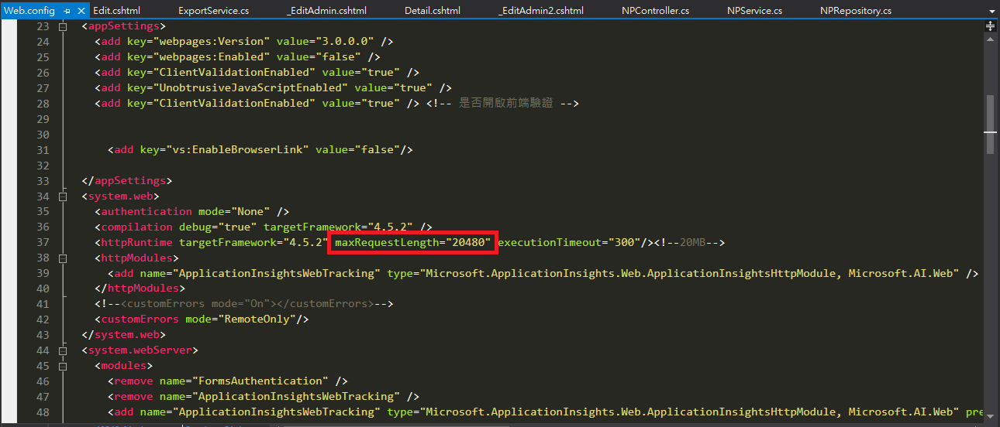 Web.config Edit.cshtml ExportService.cs _EditAdmin.cshtml Detail.cshtml _EditAdmin2.cshtml NPController.cs NPService.cs NPRepository.cs
23 <appSettings>
24 <add key="webpages:Version" value="3.0.0.0" />
25 <add key="webpages:Enabled" value="false" />
26 <add key="ClientValidationEnabled" value="true" />
27 <add key="UnobtrusiveJavaScriptEnabled" value="true" />
28 <add key="ClientValidationEnabled" value="true" /> <!-- 是否開啟前端驗證 -->
29
30
31 <add key="vs:EnableBrowserLink" value="false"/>
32
33 </appSettings>
34 <system.web>
35 <authentication mode="None" />
36 <compilation debug="true" targetFramework="4.5.2" />
37 <httpRuntime targetFramework="4.5.2" maxRequestLength="20480" executionTimeout="300"/><!--20MB-->
38 <httpModules>
39 <add name="ApplicationInsightsWebTracking" type="Microsoft.ApplicationInsights.Web.ApplicationInsightsHttpModule, Microsoft.AI.Web" />
40 </httpModules>
41 <!--<customErrors mode="On"></customErrors>-->
42 <customErrors mode="RemoteOnly"/>
43 </system.web>
44 <system.webServer>
45 <modules>
46 <remove name="FormsAuthentication" />
47 <remove name="ApplicationInsightsWebTracking" />
48 <add name="ApplicationInsightsWebTracking" type="Microsoft.ApplicationInsights.Web.ApplicationInsightsHttpModule, Microsoft.AI.Web" pre